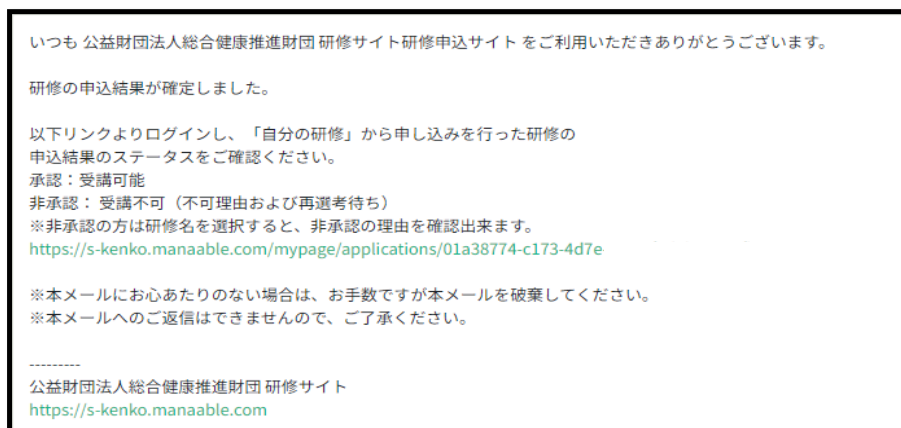 いつも 公益財団法人総合健康推進財団 研修サイト研修申込サイト をご利用いただきありがとうございます。
研修の申込結果が確定しました。
以下リンクよりログインし、「自分の研修」から申し込みを行った研修の
申込結果のステータスをご確認ください。
承認：受講可能
非承認： 受講不可（不可理由および再選考待ち）
※非承認の方は研修名を選択すると、非承認の理由を確認出来ます。
https://s-kenko.manaable.com/mypage/applications/01a38774-c173-4d7e
※本メールにお心あたりのない場合は、お手数ですが本メールを破棄してください。
※本メールへのご返信はできませんので、ご了承ください。
---------
公益財団法人総合健康推進財団 研修サイト
https://s-kenko.manaable.com